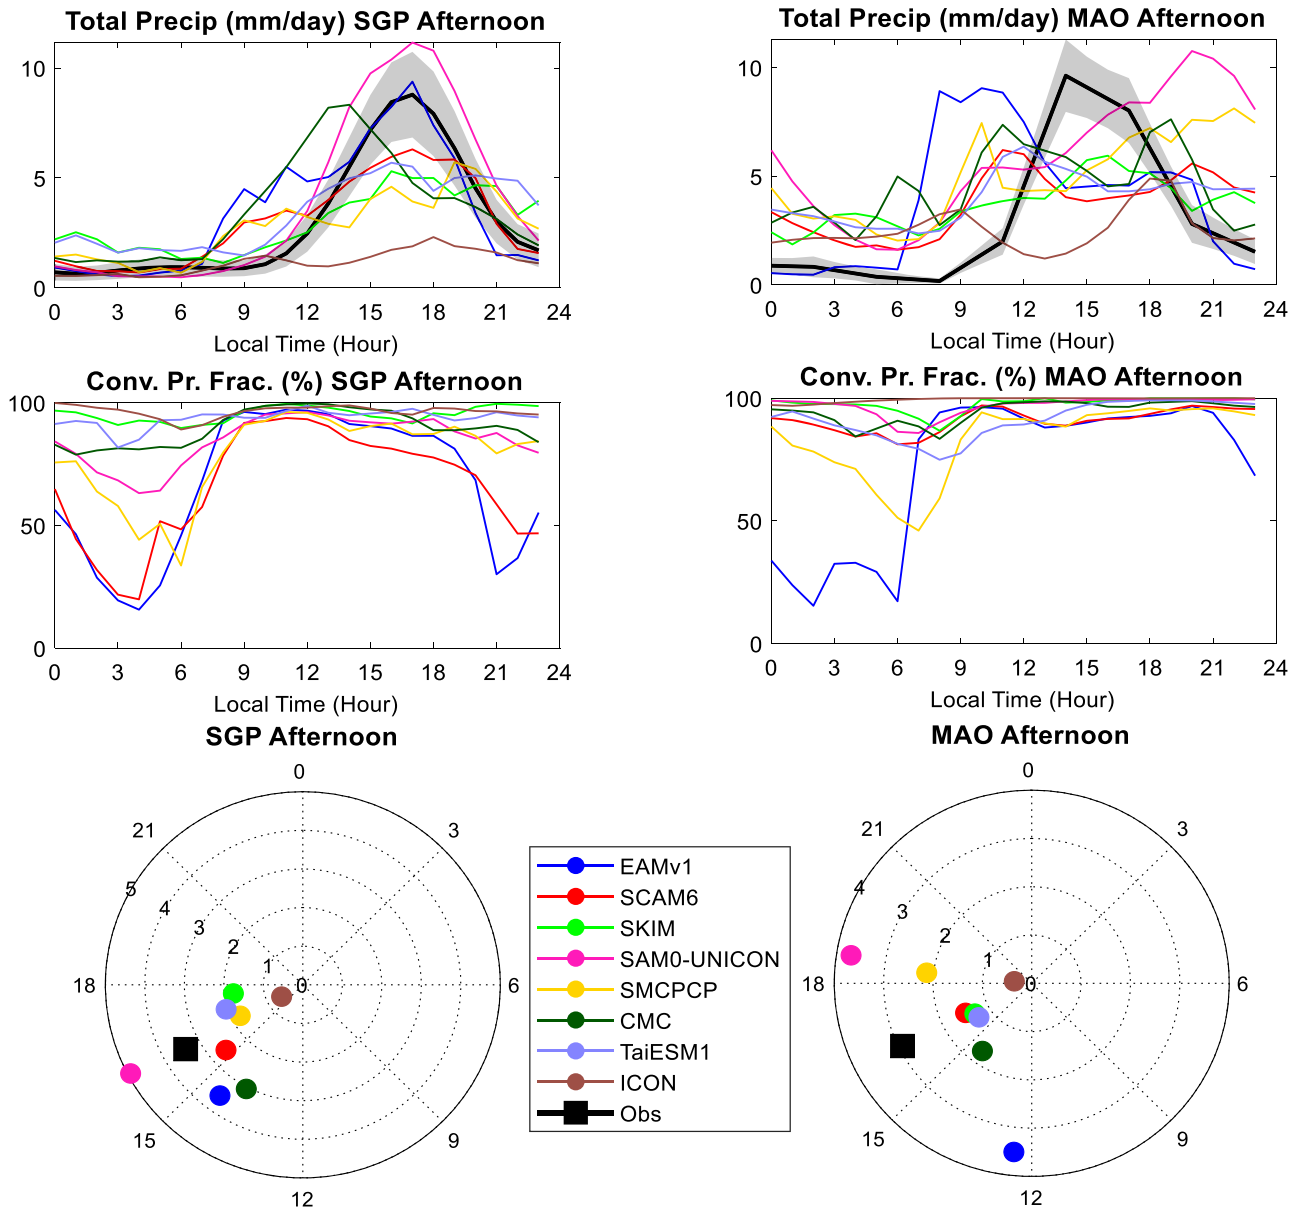 Total Precip (mm/day) SGP Afternoon
10
5
0
0 3 6 9 12 15 18 21 24
Local Time (Hour)
Total Precip (mm/day) MAO Afternoon
10
5
0
0 3 6 9 12 15 18 21 24
Local Time (Hour)
Conv. Pr. Frac. (%) SGP Afternoon
100
50
0
0 3 6 9 12 15 18 21 24
Local Time (Hour)
Conv. Pr. Frac. (%) MAO Afternoon
100
50
0
0 3 6 9 12 15 18 21 24
Local Time (Hour)
SGP Afternoon
0
21 3
5
4
3
2
1
18 0 6
15 9
12
EAMv1
SCAM6
SKIM
SAM0-UNICON
SMCPCP
CMC
TaiESM1
ICON
Obs
MAO Afternoon
0
21 3
4
3
2
1
18 0 6
15 9
12